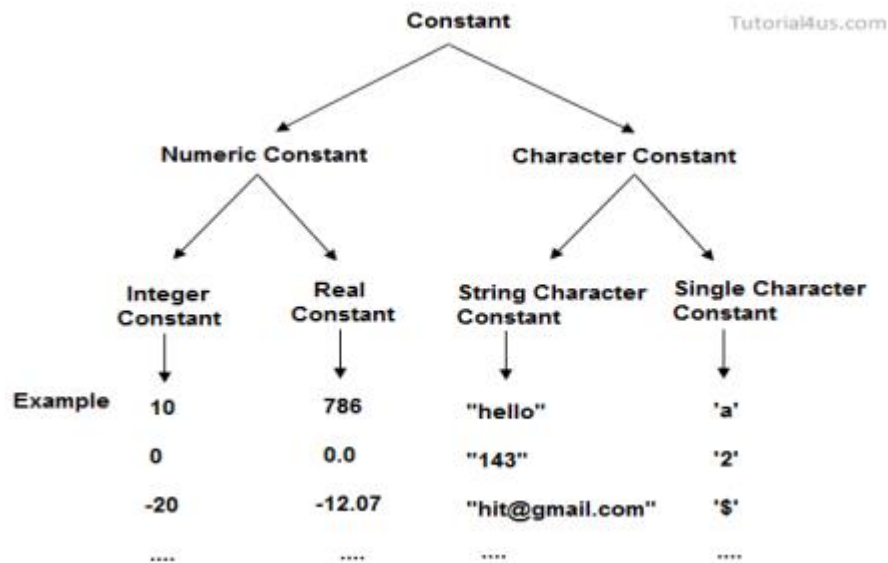 Constant
Tutorial4us.com
Numeric Constant
Character Constant
Integer
Constant
Real
Constant
String Character
Constant
Single Character
Constant
Example
10
786
"hello"
'a'
0
0.0
"143"
'2'
-20
-12.07
"hit@gmail.com"
'$'
....
....
....
....